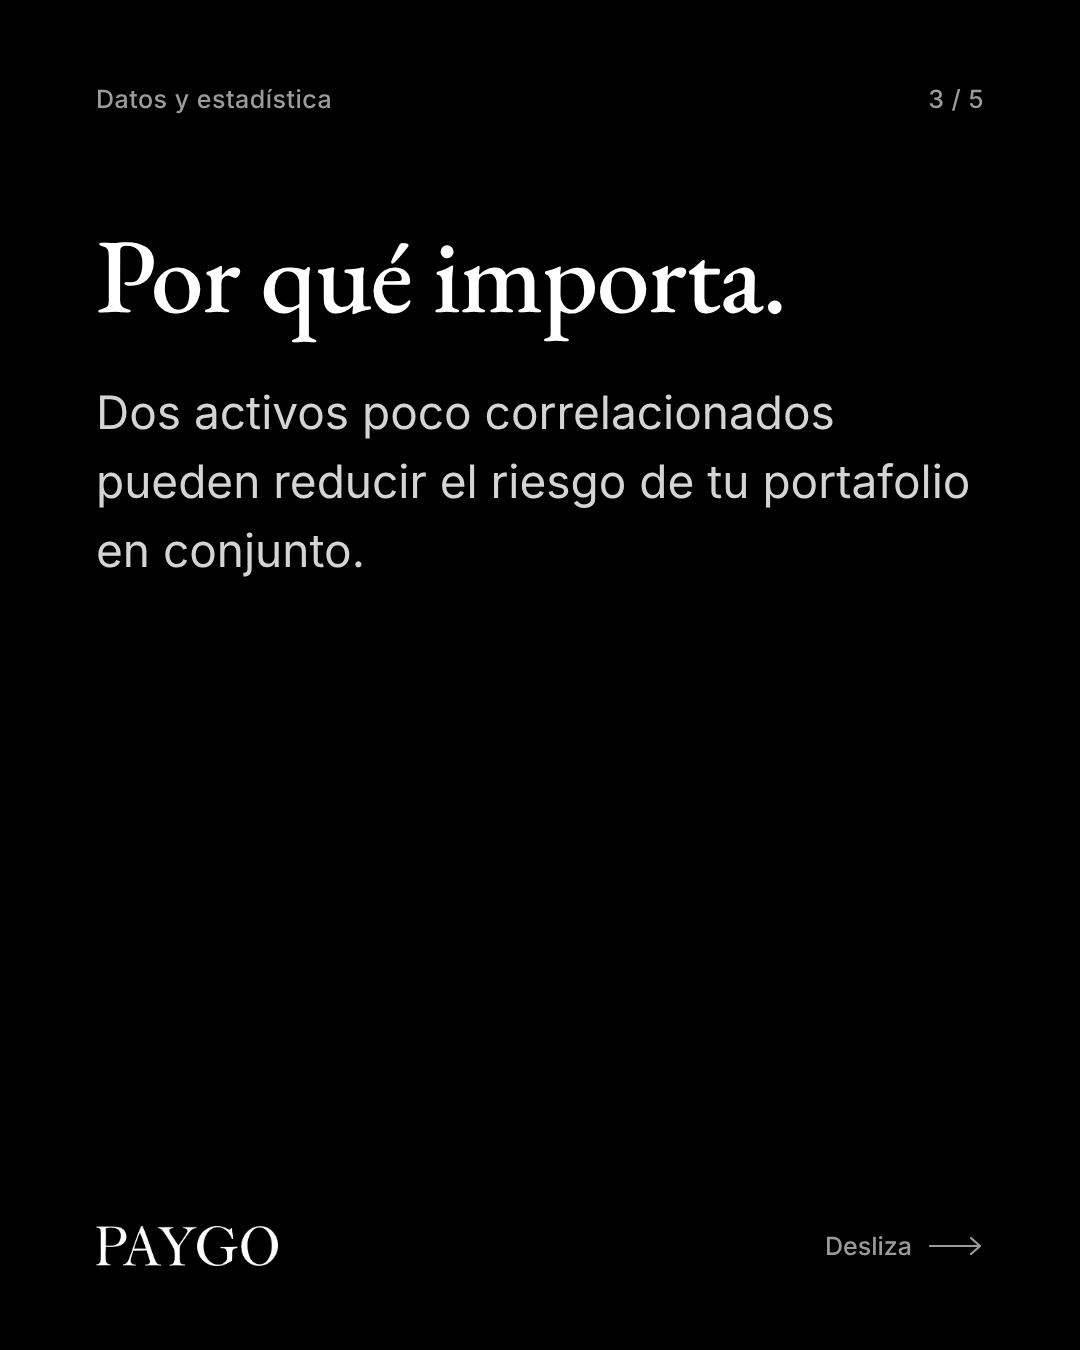 Datos y estadística
3 / 5
Por qué importa.
Dos activos poco correlacionados
pueden reducir el riesgo de tu portafolio
en conjunto.
PAYGO
Desliza